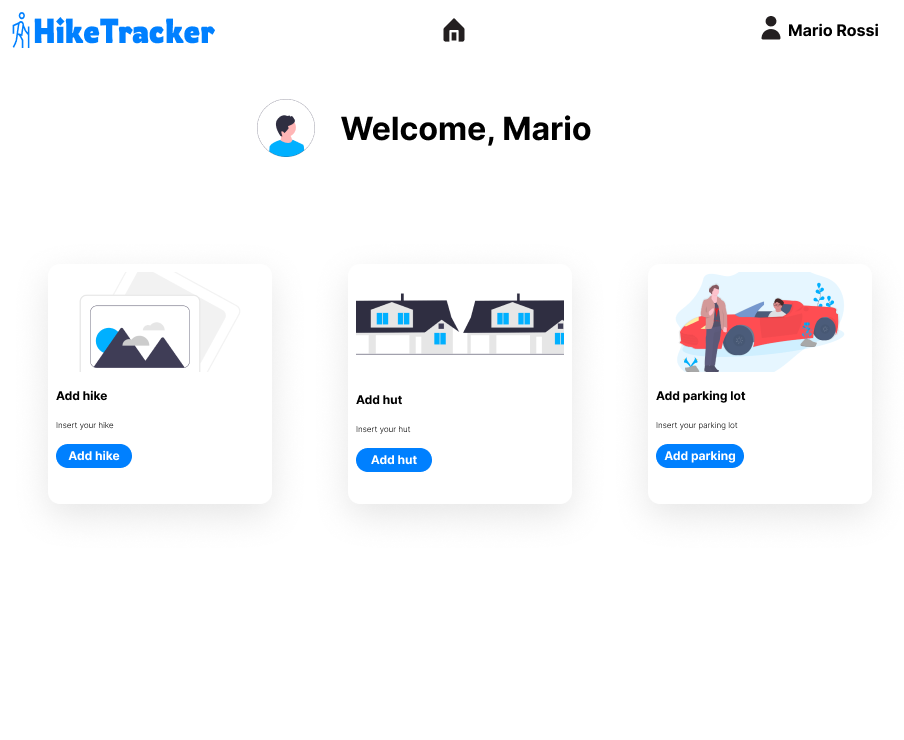 HikeTracker
Mario Rossi
Welcome, Mario
Add hike
Insert your hike
Add hike
Add hut
Insert your hut
Add hut
Add parking lot
Insert your parking lot
Add parking